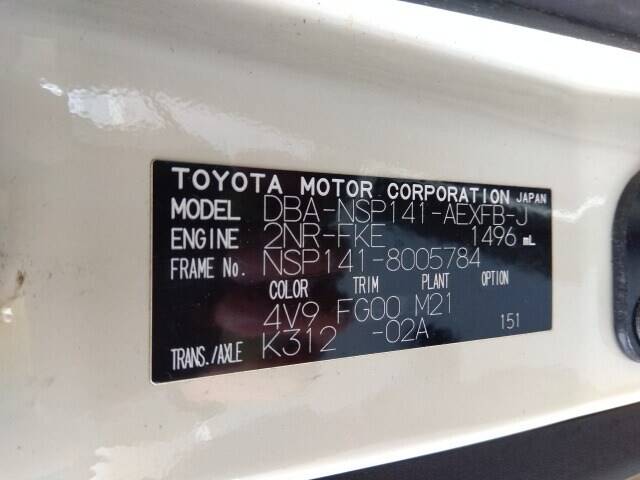 TOYOTA MOTOR CORPORATION JAPAN
MODEL DBA-NSP141-AEXFB-J
ENGINE 2NR-FKE 1496 mL
FRAME No. NSP141-8005784
COLOR TRIM PLANT OPTION
4V9 FG00 M21
TRANS./AXLE K312 -02A 151